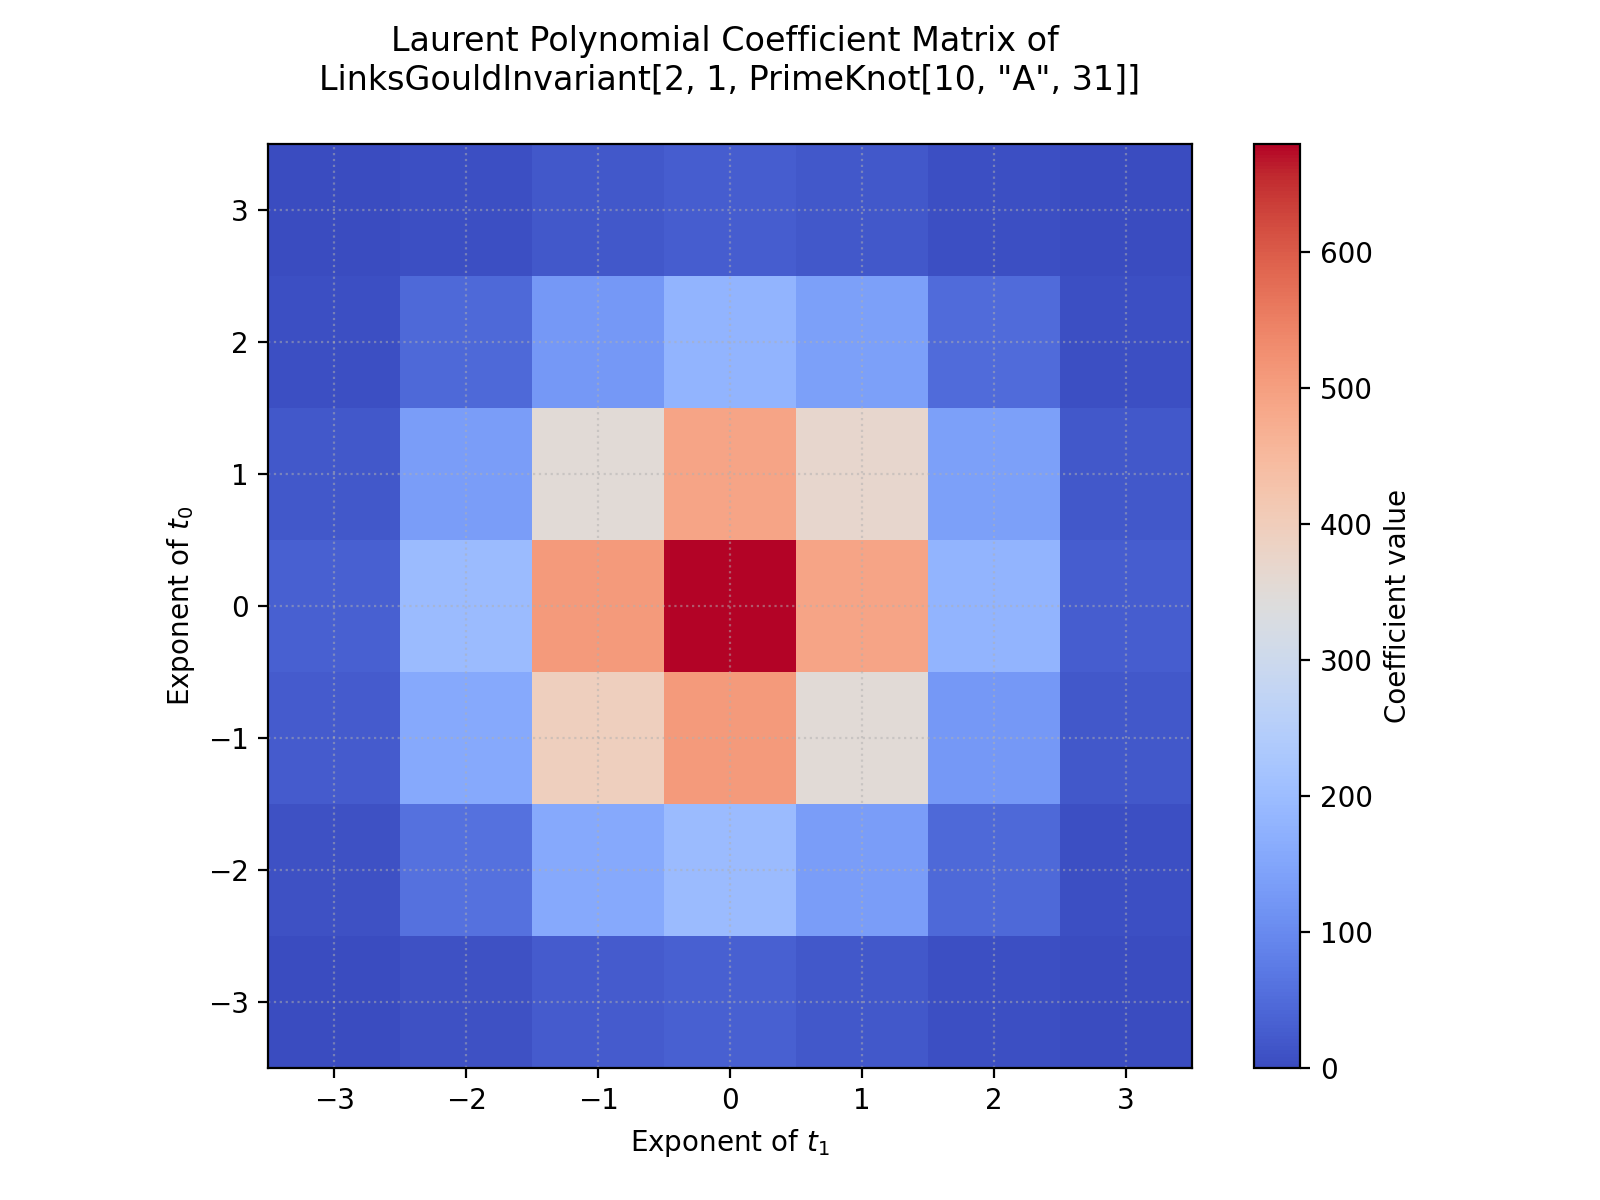 Laurent Polynomial Coefficient Matrix of
LinksGouldInvariant[2, 1, PrimeKnot[10, "A", 31]]
3
2
1
0
−1
−2
−3
Exponent of t₀
−3 −2 −1 0 1 2 3
Exponent of t₁
600
500
400
300
200
100
0
Coefficient value